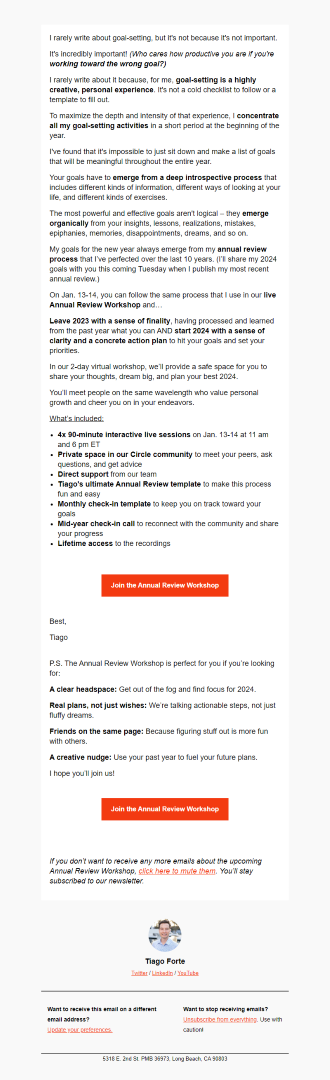 I rarely write about goal-setting, but it's not because it's not important.
It's incredibly important! (Who cares how productive you are if you're
working toward the wrong goal?)
I rarely write about it because, for me, goal-setting is a highly
creative, personal experience. It's not a cold checklist to follow or a
template to fill out.
To maximize the depth and intensity of that experience, I concentrate
all my goal-setting activities in a short period at the beginning of the
year.
I've found that it's impossible to just sit down and make a list of goals
that will be meaningful throughout the entire year.
Your goals have to emerge from a deep introspective process that
includes different kinds of information, different ways of looking at your
life, and different kinds of exercises.
The most powerful and effective goals aren't logical – they emerge
organically from your insights, lessons, realizations, mistakes,
epiphanies, memories, disappointments, dreams, and so on.
My goals for the new year always emerge from my annual review
process that I've perfected over the last 10 years. (I'll share my 2024
goals with you this coming Tuesday when I publish my most recent
annual review.)
On Jan. 13-14, you can follow the same process that I use in our live
Annual Review Workshop and…
Leave 2023 with a sense of finality, having processed and learned
from the past year what you can AND start 2024 with a sense of
clarity and a concrete action plan to hit your goals and set your
priorities.
In our 2-day virtual workshop, we'll provide a safe space for you to
share your thoughts, dream big, and plan your best 2024.
You'll meet people on the same wavelength who value personal
growth and cheer you on in your endeavors.
What's included:
• 4x 90-minute interactive live sessions on Jan. 13-14 at 11 am
and 6 pm ET
• Private space in our Circle community to meet your peers, ask
questions, and get advice
• Direct support from our team
• Tiago's ultimate Annual Review template to make this process
fun and easy
• Monthly check-in template to keep you on track toward your
goals
• Mid-year check-in call to reconnect with the community and share
your progress
• Lifetime access to the recordings
Join the Annual Review Workshop
Best,
Tiago
P.S. The Annual Review Workshop is perfect for you if you're looking
for:
A clear headspace: Get out of the fog and find focus for 2024.
Real plans, not just wishes: We're talking actionable steps, not just
fluffy dreams.
Friends on the same page: Because figuring stuff out is more fun
with others.
A creative nudge: Use your past year to fuel your future plans.
I hope you'll join us!
Join the Annual Review Workshop
If you don't want to receive any more emails about the upcoming
Annual Review Workshop, click here to mute them. You'll stay
subscribed to our newsletter.
Tiago Forte
Twitter / LinkedIn / YouTube
Want to receive this email on a different
email address?
Update your preferences.
Want to stop receiving emails?
Unsubscribe from everything. Use with
caution!
5318 E. 2nd St. PMB 36973, Long Beach, CA 90803